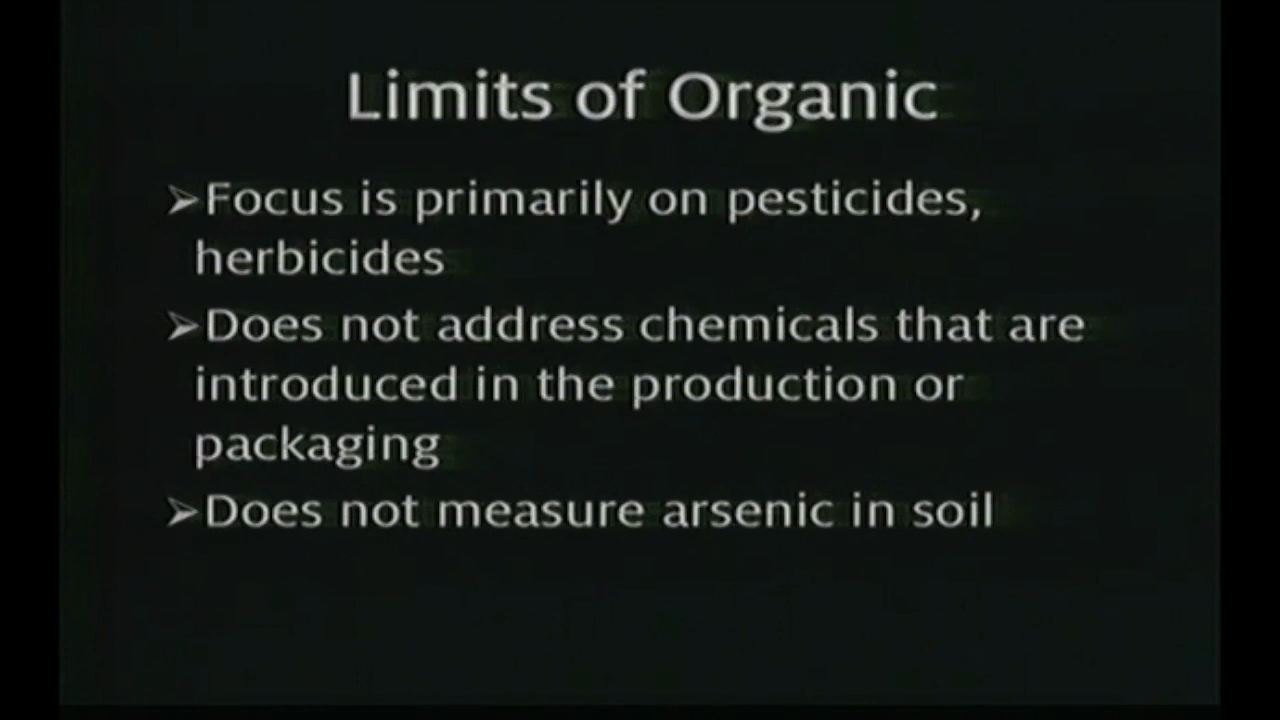 Limits of Organic
➢Focus is primarily on pesticides,
herbicides
➢Does not address chemicals that are
introduced in the production or
packaging
➢Does not measure arsenic in soil